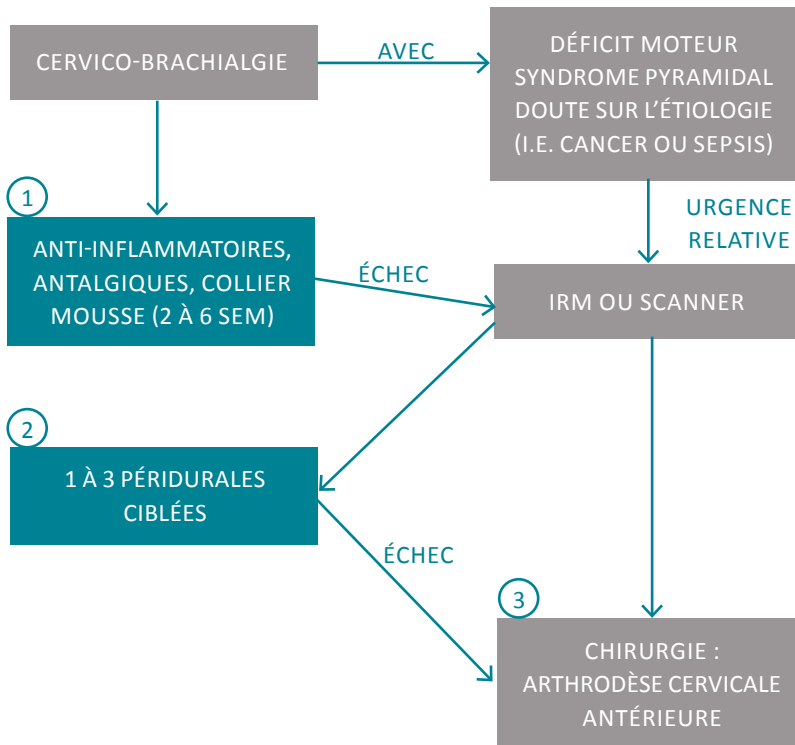 CERVICO-BRACHIALGIE
AVEC
DÉFICIT MOTEUR
SYNDROME PYRAMIDAL
DOUTE SUR L'ÉTIOLOGIE
(I.E. CANCER OU SEPSIS)
URGENCE
RELATIVE
1
ANTI-INFLAMMATOIRES,
ANTALGIQUES, COLLIER
MOUSSE (2 À 6 SEM)
ÉCHEC
IRM OU SCANNER
2
1 À 3 PÉRIDURALES
CIBLÉES
ÉCHEC
3
CHIRURGIE :
ARTHRODÈSE CERVICALE
ANTÉRIEURE